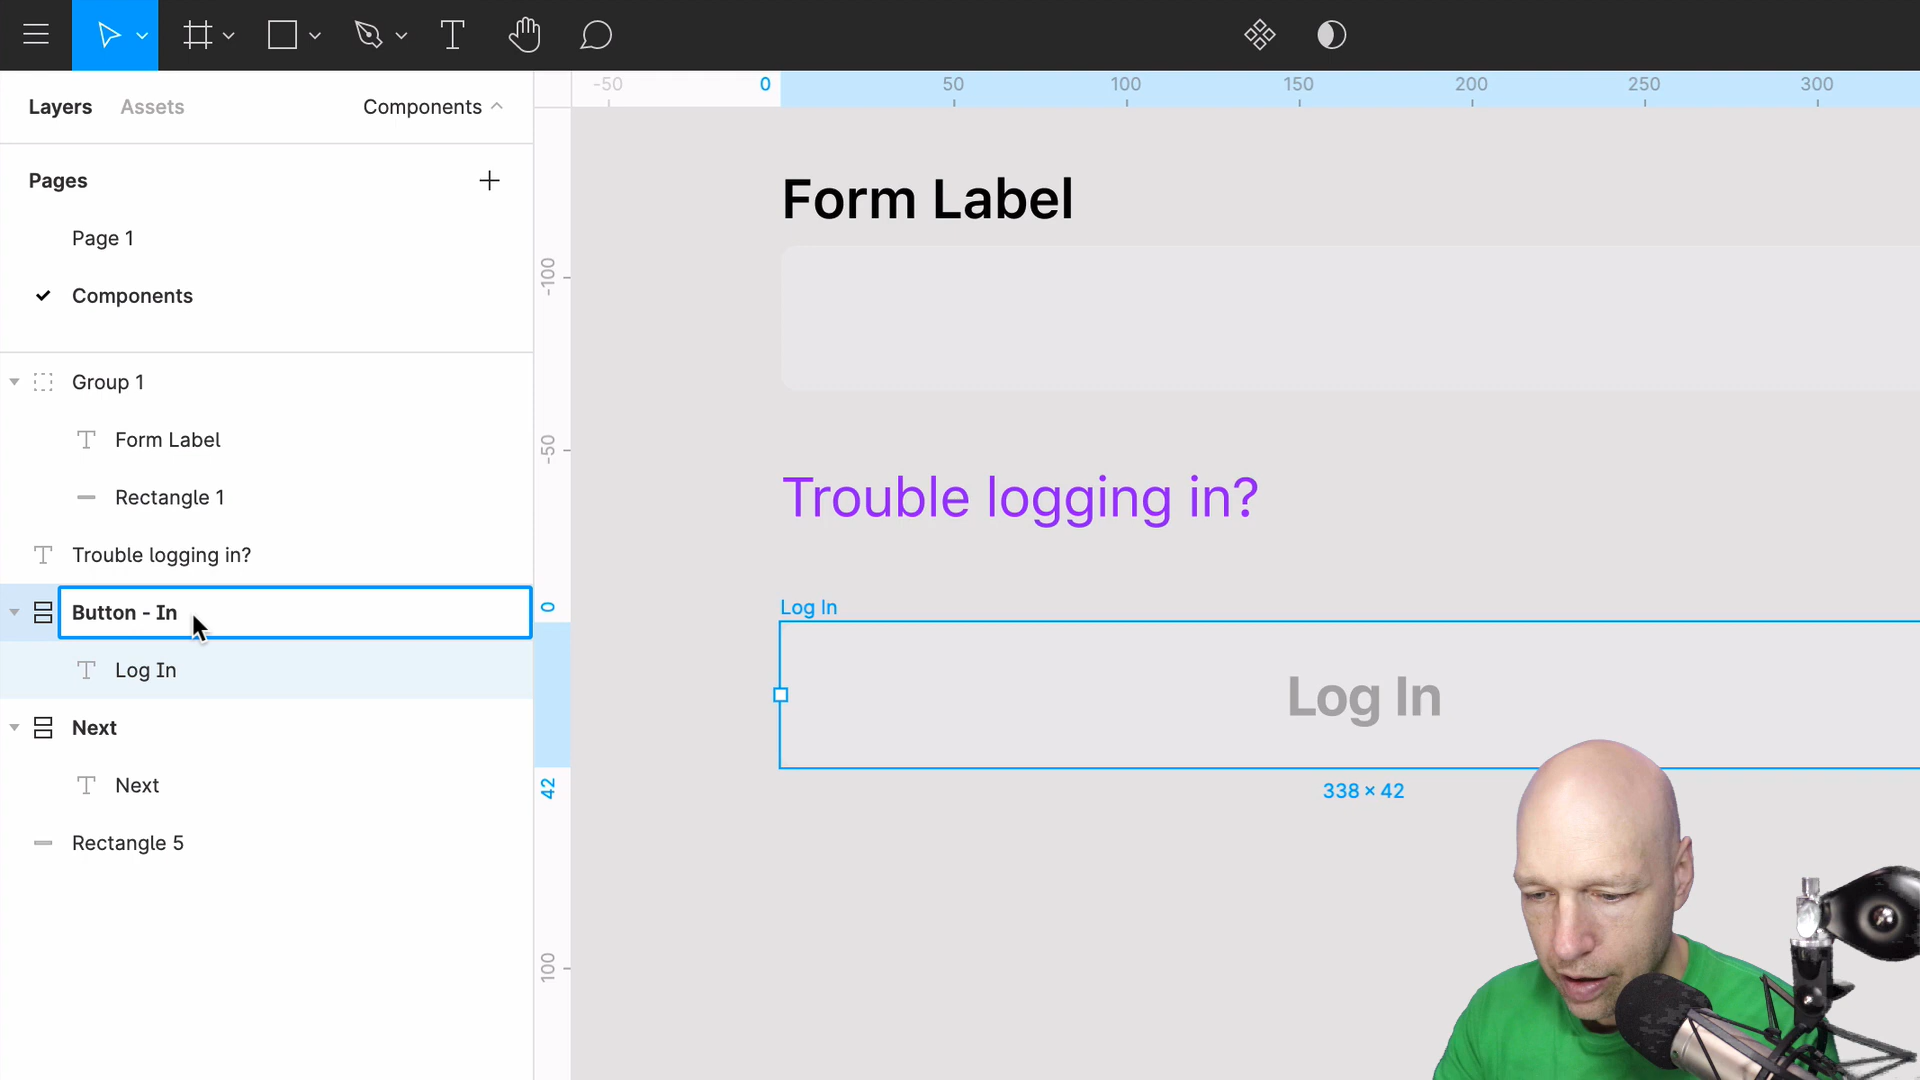 Layers
Assets
Components
-50
0
50
100
150
200
250
300
Pages
Page 1
Components
Group 1
Form Label
Rectangle 1
Trouble logging in?
Button - In
Log In
Next
Next
Rectangle 5
-100
-50
0
42
100
Form Label
Trouble logging in?
Log In
Log In
338 × 42